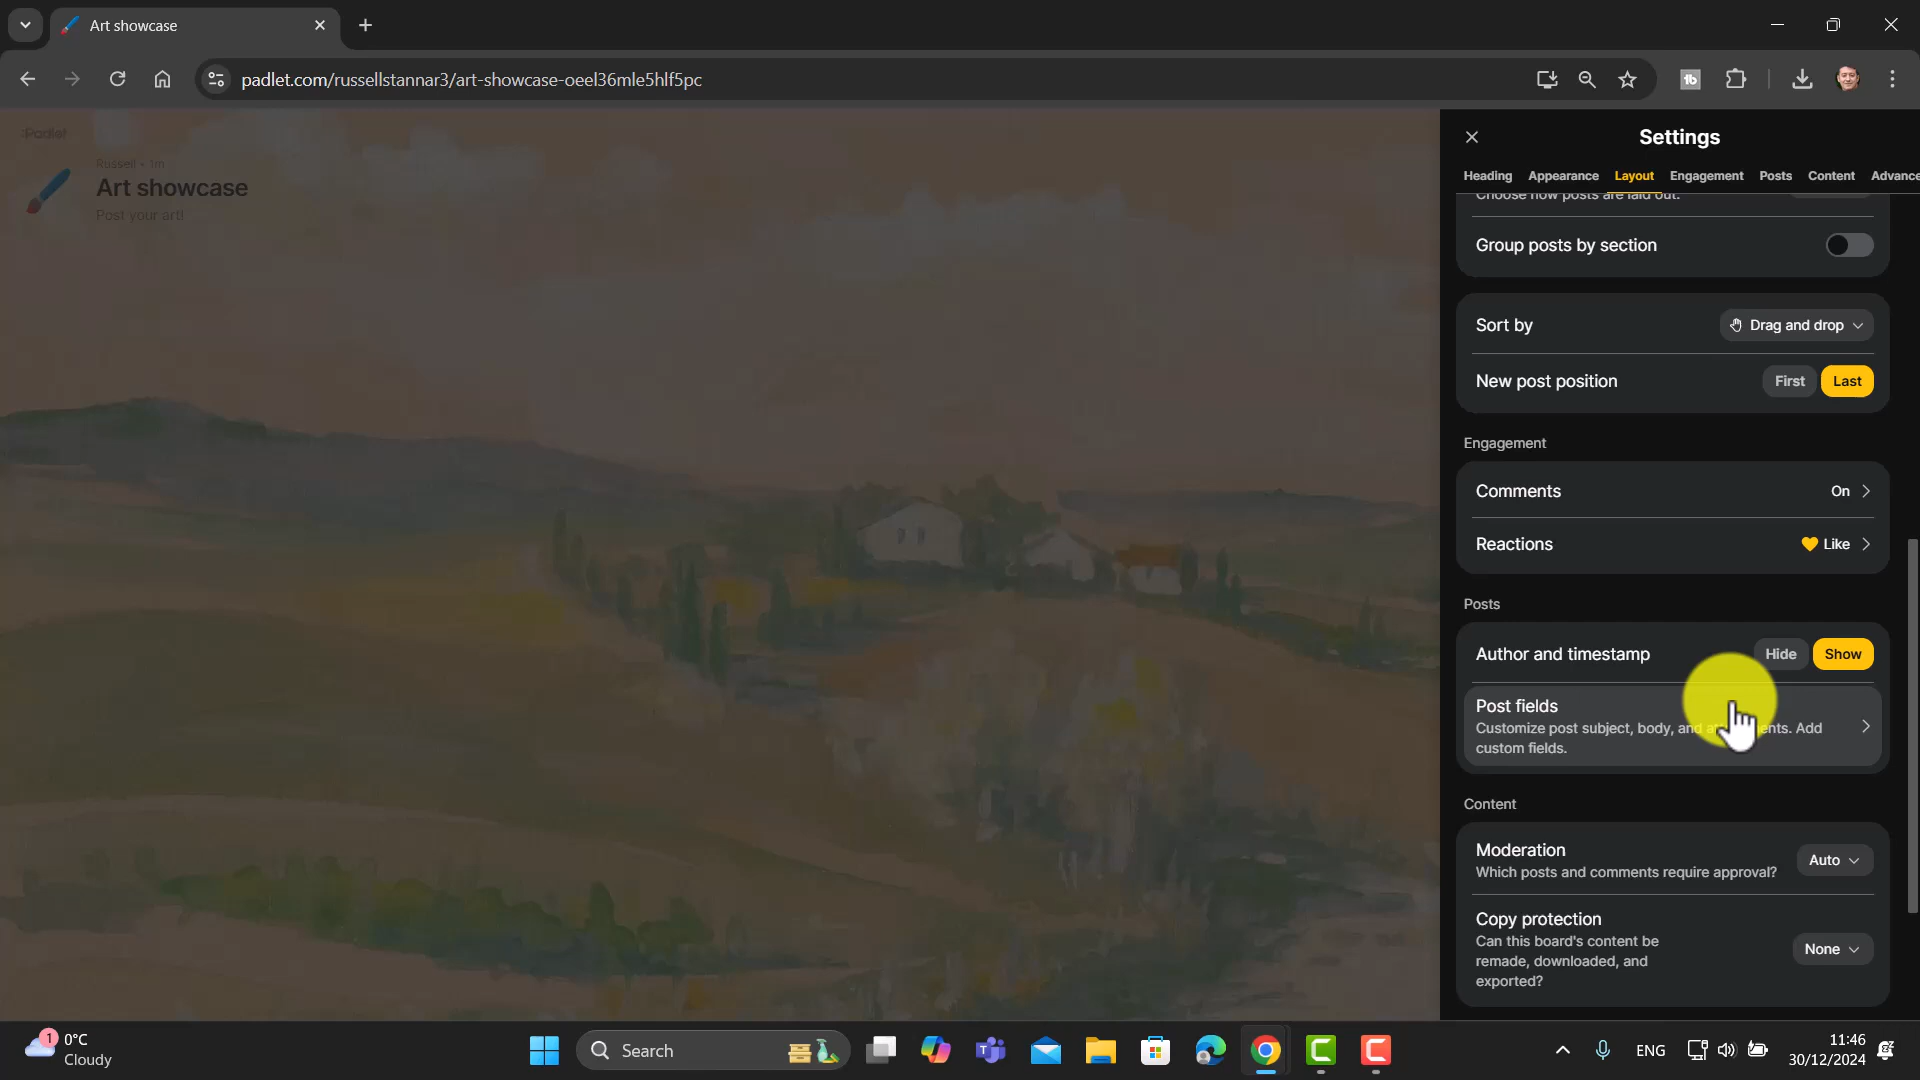 Art showcase
padlet.com/russellstannar3/art-showcase-oeel36mle5hlf5pc
:Padlet
Russell • 1m
Art showcase
Post your art!
Settings
Heading Appearance Layout Engagement Posts Content Advance
Choose how posts are laid out.
Group posts by section
Sort by Drag and drop
New post position First Last
Engagement
Comments On
Reactions Like
Posts
Author and timestamp Hide Show
Post fields
Customize post subject, body, and at ents. Add
custom fields.
Content
Moderation
Which posts and comments require approval? Auto
Copy protection
Can this board's content be
remade, downloaded, and
exported?
None
1
0°C
Cloudy
Search
ENG
11:46
30/12/2024